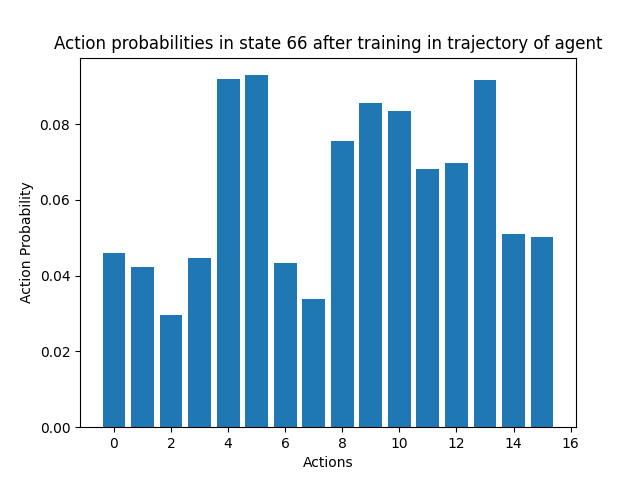 Action probabilities in state 66 after training in trajectory of agent
0.08
0.06
0.04
0.02
0.00
Action Probability
0 2 4 6 8 10 12 14 16
Actions